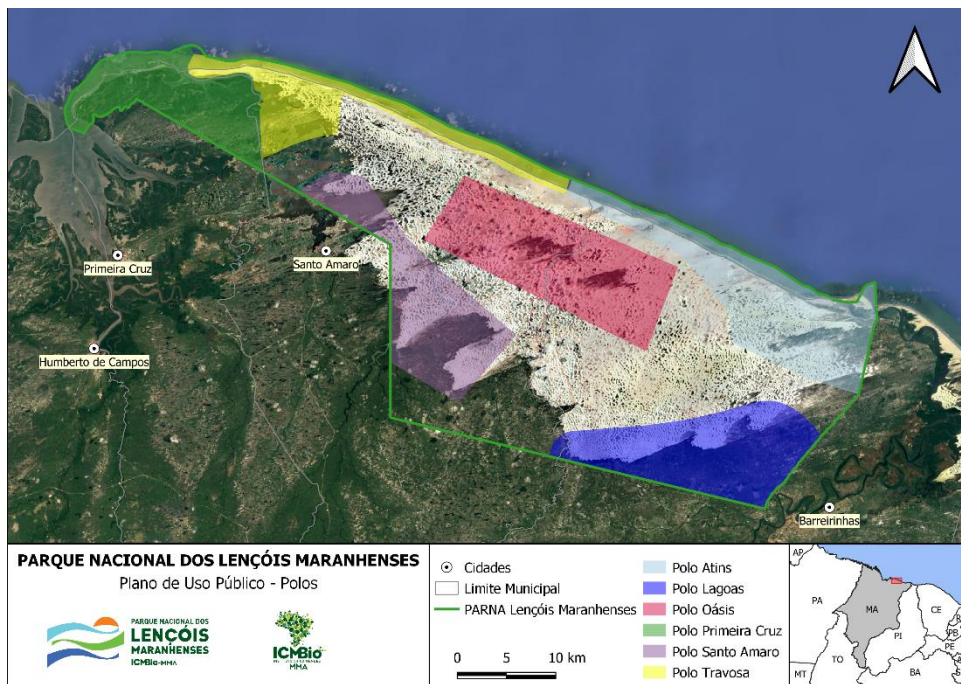 Primeira Cruz
Santo Amaro
Humberto de Campos
Barreirinhas
PARQUE NACIONAL DOS LENÇÓIS MARANHENSES
Plano de Uso Público - Polos
PARQUE NACIONAL DOS
LENÇÓIS
MARANHENSES
ICMBio-MMA
ICMBio
MMA
Cidades
Limite Municipal
PARNA Lençóis Maranhenses
0 5 10 km
Polo Atins
Polo Lagoas
Polo Oásis
Polo Primeira Cruz
Polo Santo Amaro
Polo Travosa
AP
PA
MA
CE
PI
PB
PE
TO
MT
BA